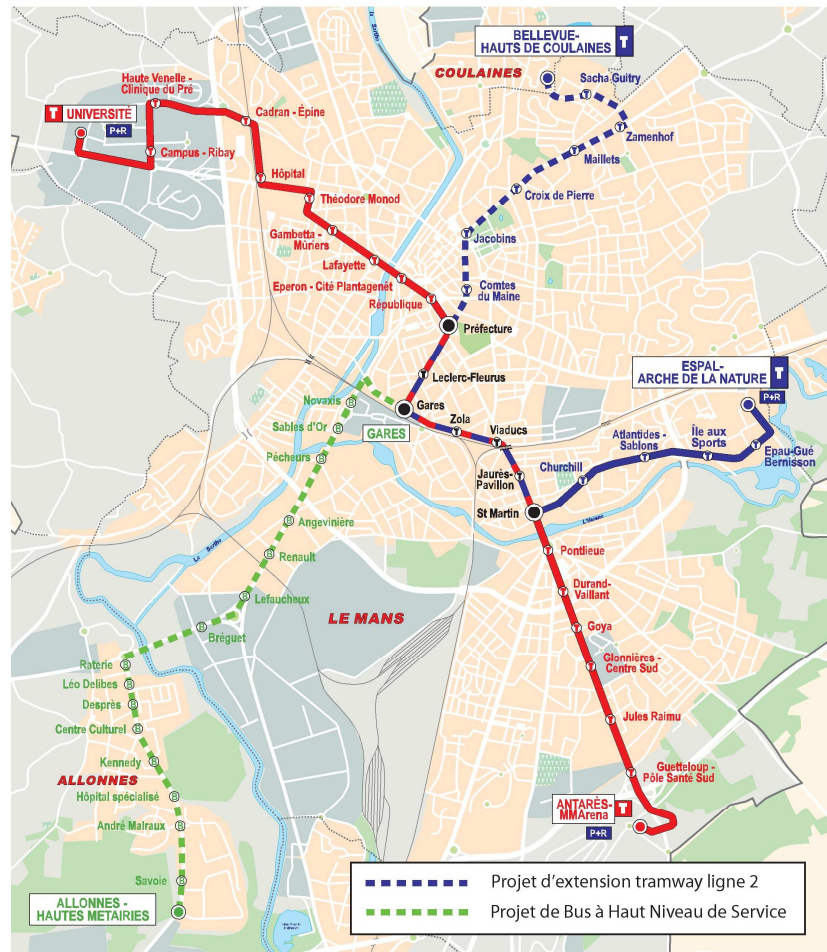 BELLEVUE-
HAUTS DE COULAINES
T
COULAINES
Sacha Guitry
Haute Venelle -
Clinique du Pré
T UNIVERSITÉ
P+R
Cadran - Épine
Zamenhof
Campus - Ribay
Maillets
Hôpital
Croix de Pierre
Théodore Monod
Gambetta -
Mûriers
Jacobins
Lafayette
Eperon - Cité Plantagenêt
Comtes
du Maine
République
Préfecture
Leclerc-Fleurus
ESPAL-
ARCHE DE LA NATURE
T
P+R
Novaxis
Gares
GARES
Sables d'Or
Zola
Viaducs
Atlantides -
Sablons
Île aux
Sports
Pêcheurs
Epau-Gué
Bernisson
Jaurès-
Pavillon
Churchill
St Martin
L'Huisne
Angevinière
La Sarthe
Renault
Pontlieue
Durand-
Vaillant
Lefaucheux
LE MANS
Goya
Bréguet
Raterie
Glonnières -
Centre Sud
Léo Delibes
Desprès
Jules Raimu
Centre Culturel
Kennedy
Guetteloup -
Pôle Santé Sud
ALLONNES
Hôpital spécialisé
ANTARÈS-
MMArena
T
P+R
André Malraux
Savoie
ALLONNES -
HAUTES METAIRIES
Projet d'extension tramway ligne 2
Projet de Bus à Haut Niveau de Service